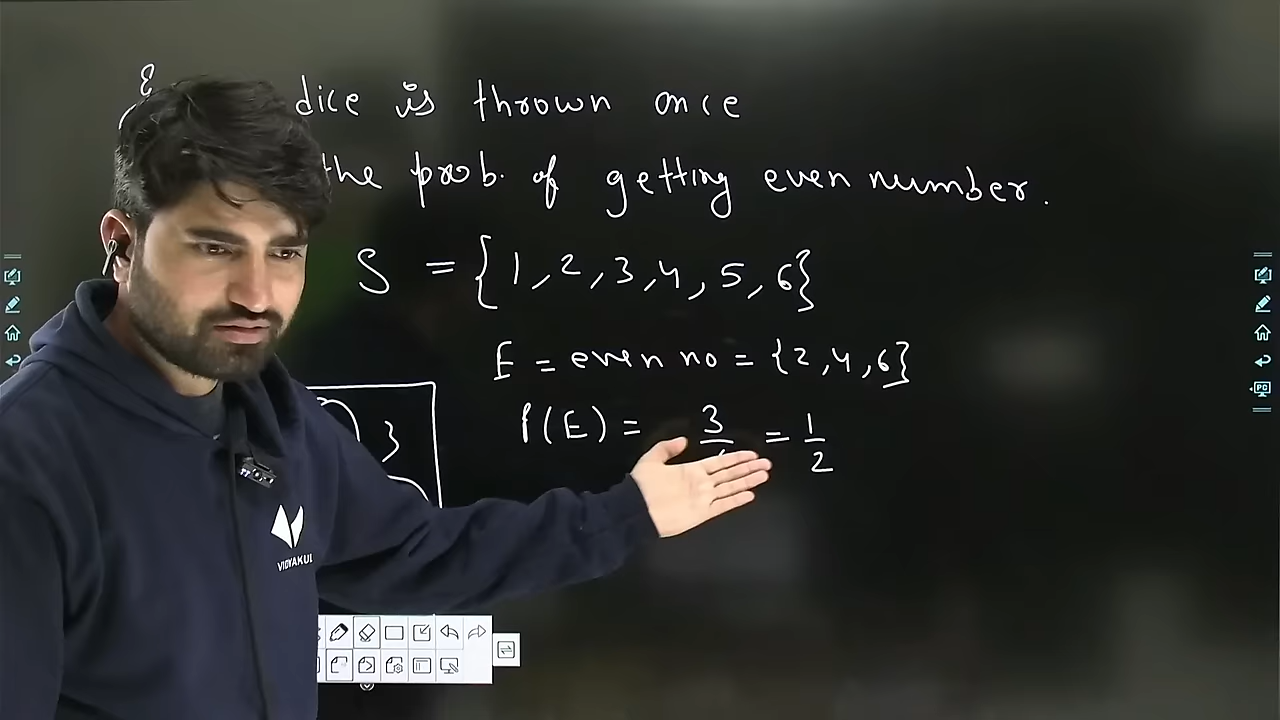 dice is thrown once
the prob. of getting even number.
S = {1, 2, 3, 4, 5, 6}
E = even no = {2, 4, 6}
P(E) = 3/ = 1/2
3
VIDYAKUL